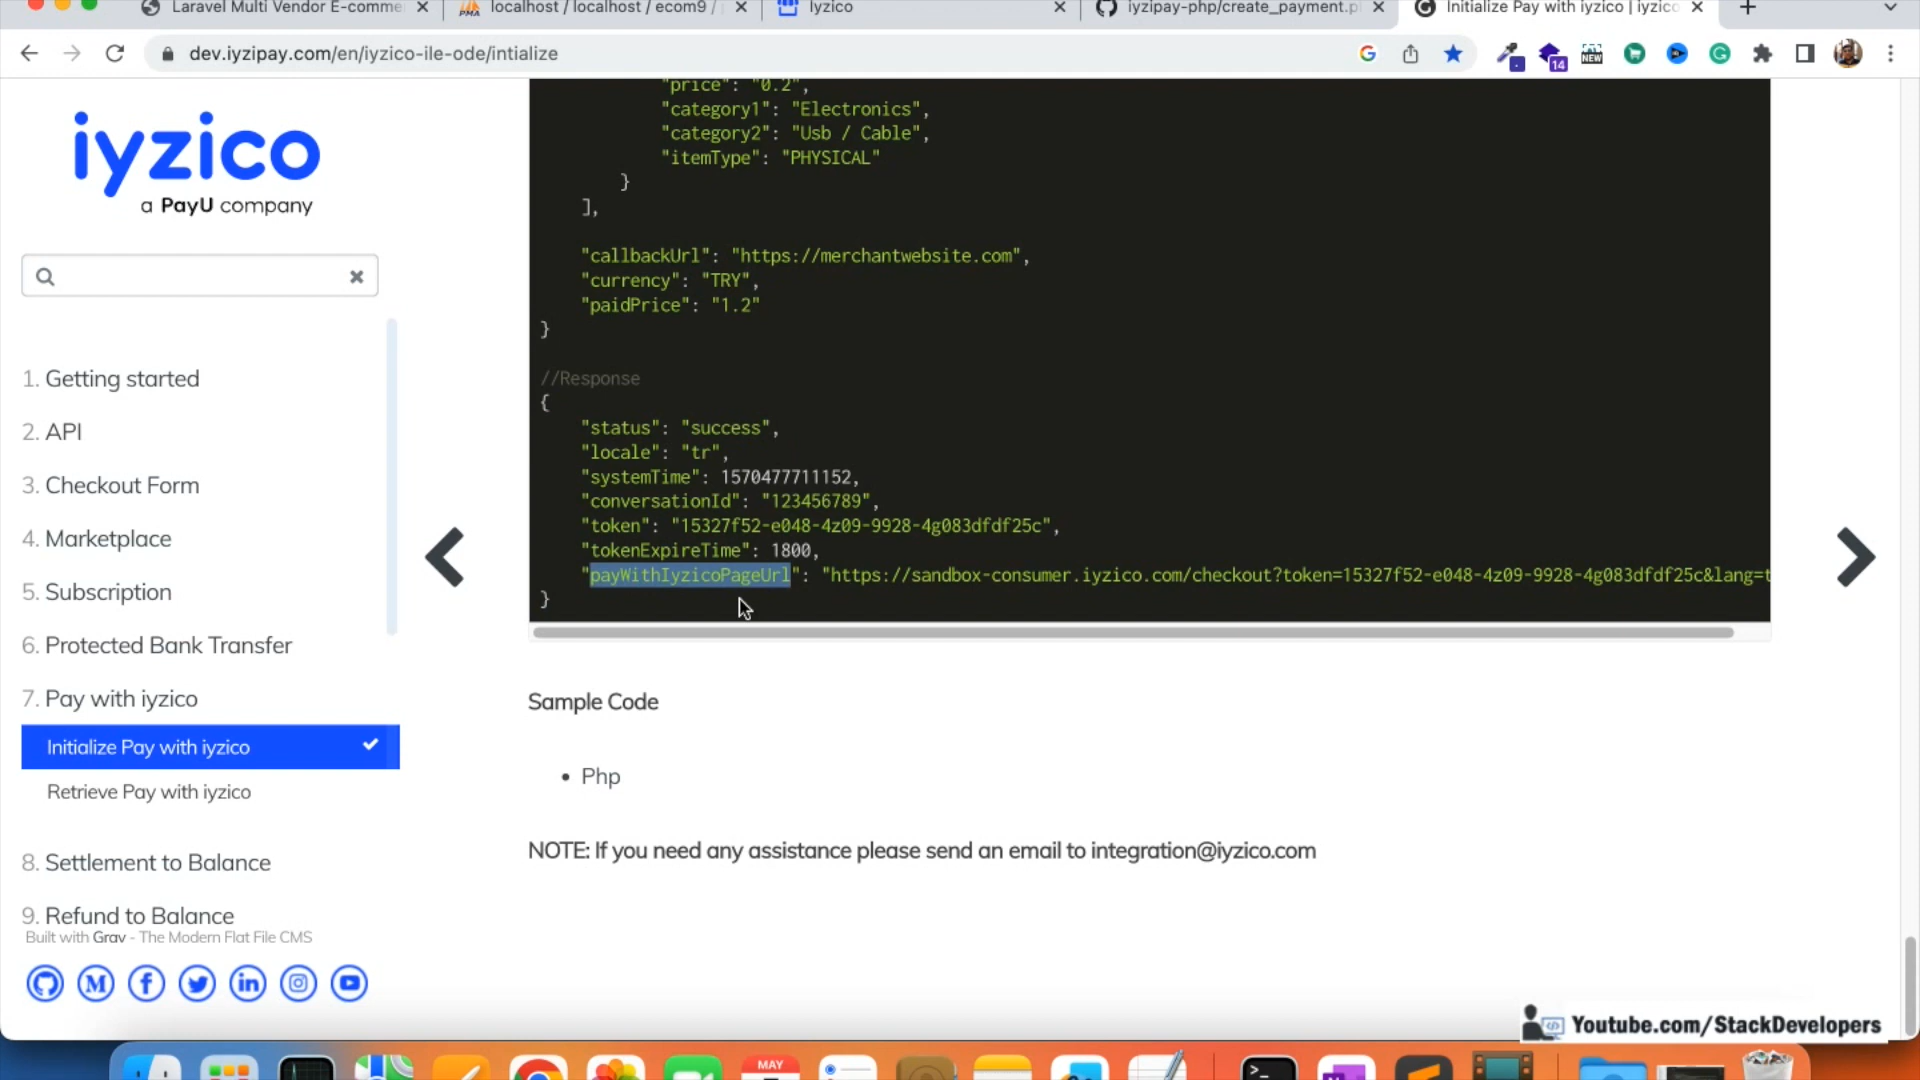 Laravel Multi Vendor E-comme
localhost / localhost / ecom9 /
Iyzico
iyzipay-php/create_payment.p
Initialize Pay with iyzico | iyzico
dev.iyzipay.com/en/iyzico-ile-ode/intialize
14
NEW
iyzico
a PayU company
1. Getting started
2. API
3. Checkout Form
4. Marketplace
5. Subscription
6. Protected Bank Transfer
7. Pay with iyzico
Initialize Pay with iyzico
Retrieve Pay with iyzico
8. Settlement to Balance
9. Refund to Balance
Built with Grav - The Modern Flat File CMS
"price": "0.2",
"category1": "Electronics",
"category2": "Usb / Cable",
"itemType": "PHYSICAL"
}
],
"callbackUrl": "https://merchantwebsite.com",
"currency": "TRY",
"paidPrice": "1.2"
}
//Response
{
"status": "success",
"locale": "tr",
"systemTime": 1570477711152,
"conversationId": "123456789",
"token": "15327f52-e048-4z09-9928-4g083dfdf25c",
"tokenExpireTime": 1800,
"payWithIyzicoPageUrl": "https://sandbox-consumer.iyzico.com/checkout?token=15327f52-e048-4z09-9928-4g083dfdf25c&lang=t
}
Sample Code
• Php
NOTE: If you need any assistance please send an email to integration@iyzico.com
Youtube.com/StackDevelopers
MAY